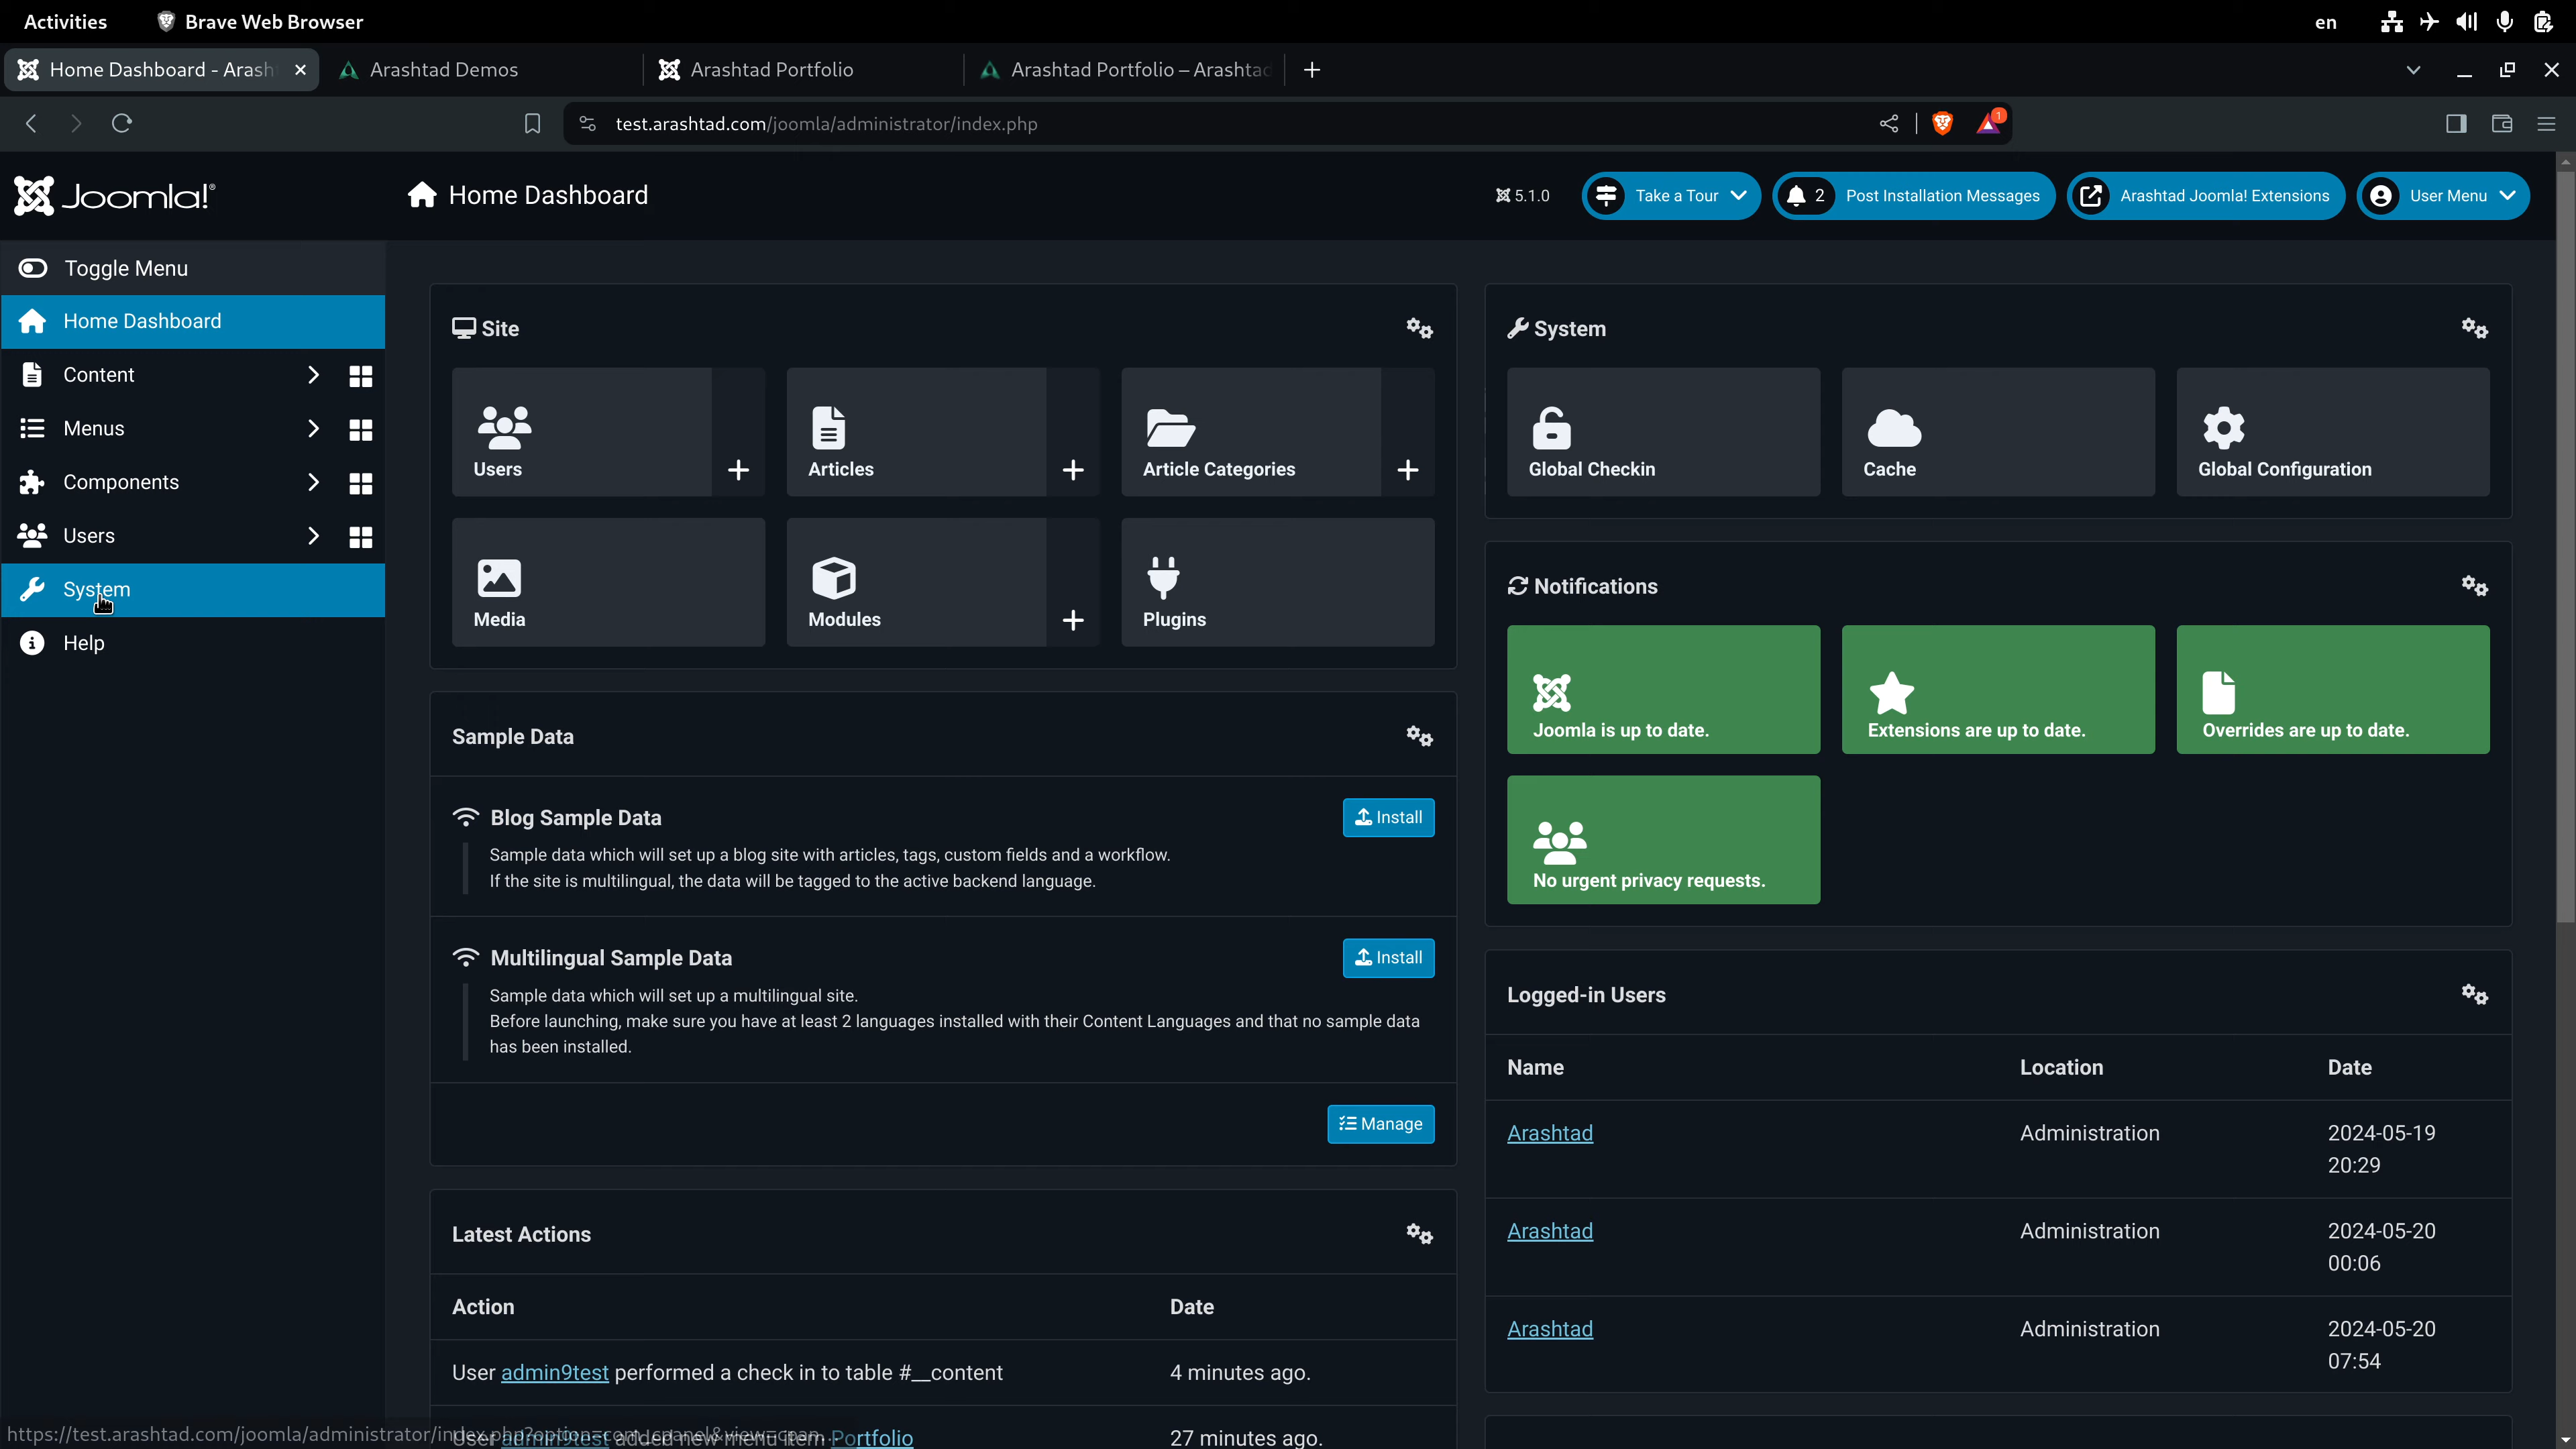 Activities
Brave Web Browser
en
Home Dashboard - Arash
Arashtad Demos
Arashtad Portfolio
Arashtad Portfolio – Arashtad
test.arashtad.com/joomla/administrator/index.php
1
Joomla!®
Home Dashboard
5.1.0
Take a Tour
2
Post Installation Messages
Arashtad Joomla! Extensions
User Menu
Toggle Menu
Home Dashboard
Content
Menus
Components
Users
System
Help
Site
Users
Articles
Article Categories
Media
Modules
Plugins
Sample Data
Blog Sample Data
Install
Sample data which will set up a blog site with articles, tags, custom fields and a workflow.
If the site is multilingual, the data will be tagged to the active backend language.
Multilingual Sample Data
Install
Sample data which will set up a multilingual site.
Before launching, make sure you have at least 2 languages installed with their Content Languages and that no sample data
has been installed.
Manage
Latest Actions
Action Date
User admin9test performed a check in to table #__content 4 minutes ago.
User admin9test added new menu item Portfolio 27 minutes ago.
System
Global Checkin
Cache
Global Configuration
Notifications
Joomla is up to date.
Extensions are up to date.
Overrides are up to date.
No urgent privacy requests.
Logged-in Users
Name Location Date
Arashtad Administration 2024-05-19
20:29
Arashtad Administration 2024-05-20
00:06
Arashtad Administration 2024-05-20
07:54
https://test.arashtad.com/joomla/administrator/index.php?option=com_cpanel&view=cpan...